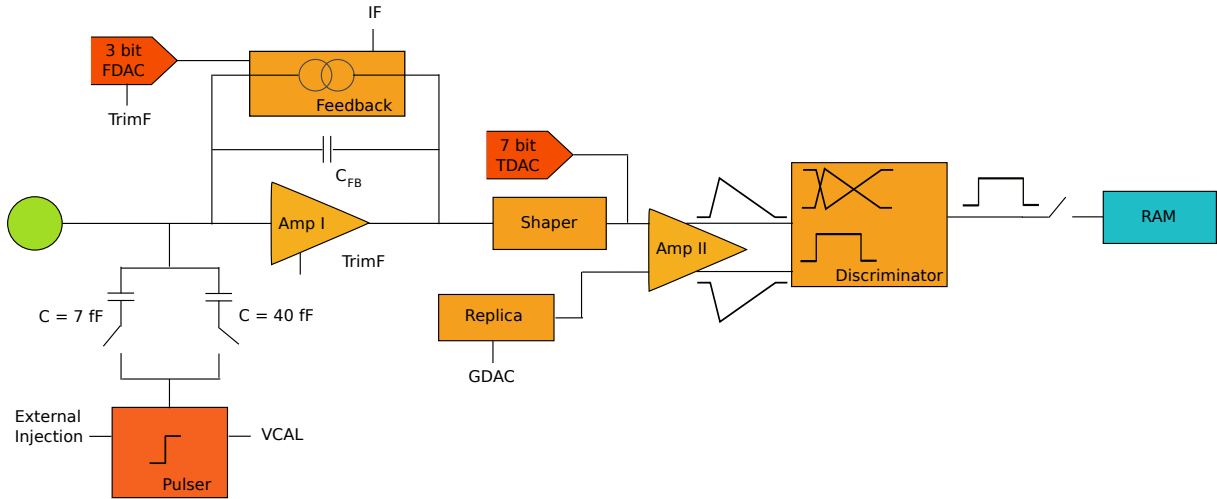 IF
3 bit
FDAC
Feedback
TrimF
C_FB
7 bit
TDAC
Amp I
Shaper
Amp II
TrimF
Discriminator
RAM
C = 7 fF
C = 40 fF
Replica
GDAC
External
Injection
VCAL
Pulser